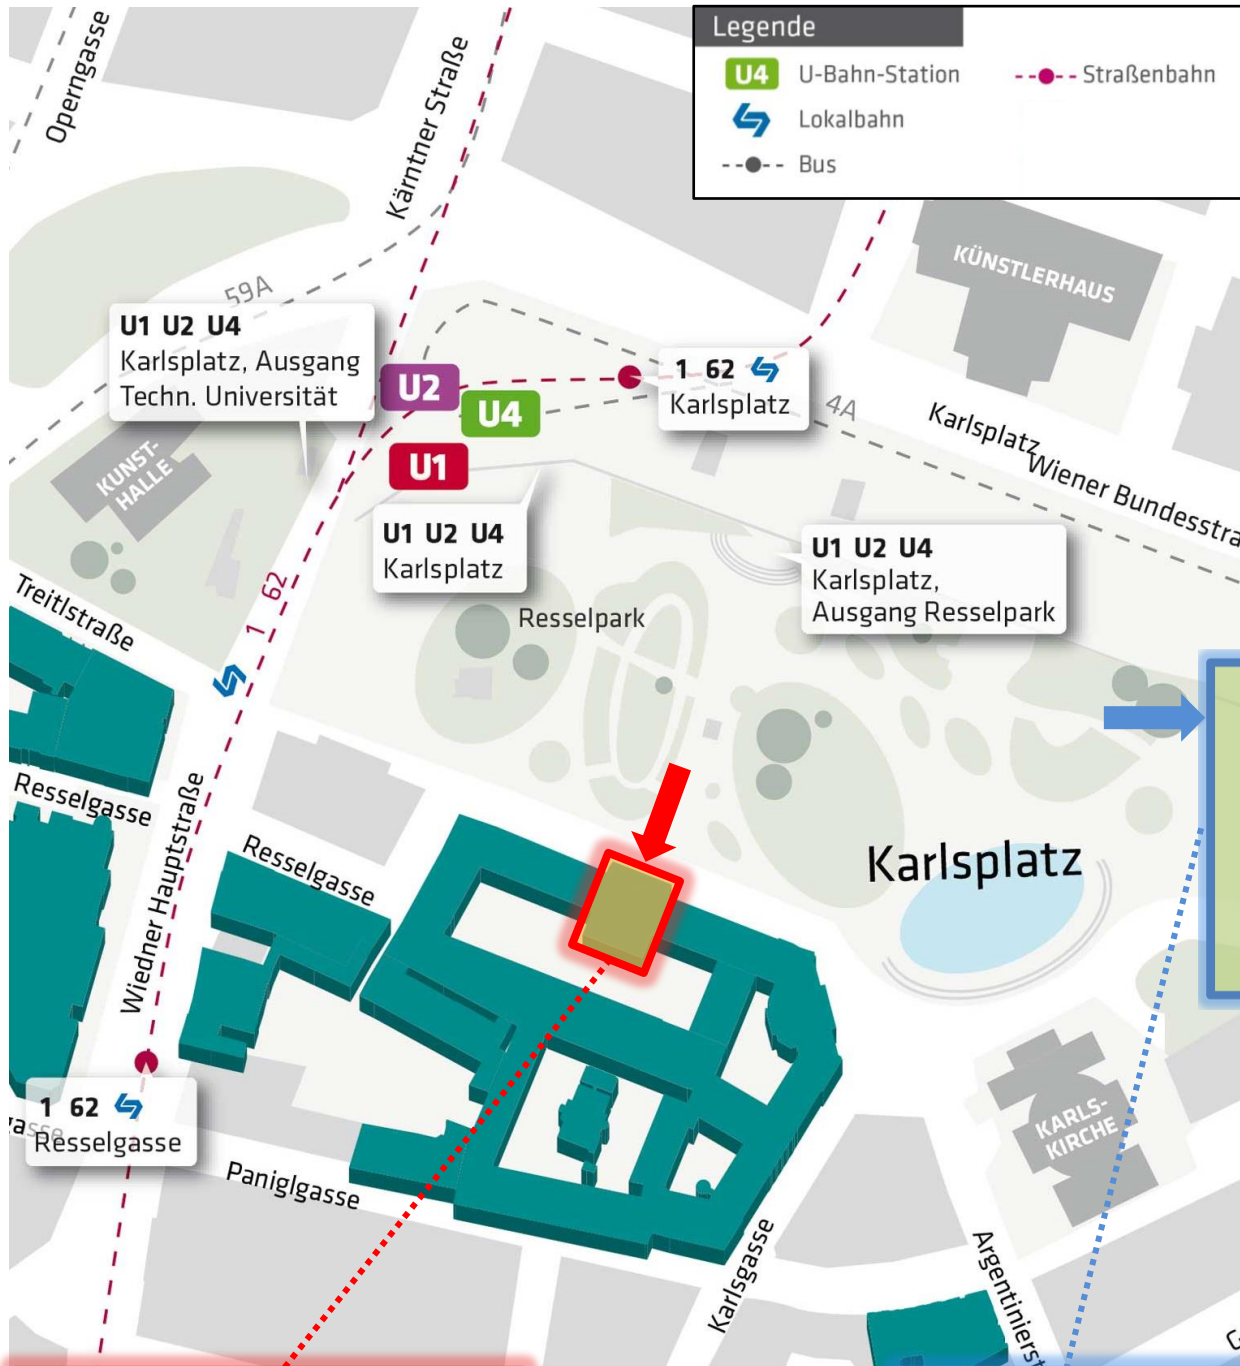 Legende
U4 U-Bahn-Station
Straßenbahn
Lokalbahn
Bus
Operngasse
Kärntner Straße
KÜNSTLERHAUS
59A
U1 U2 U4
Karlsplatz, Ausgang
Techn. Universität
U2
U4
U1
1 62
Karlsplatz
4A
Karlsplatz
Wiener Bundesstra
KUNST-
HALLE
U1 U2 U4
Karlsplatz
U1 U2 U4
Karlsplatz,
Ausgang Resselpark
Resselpark
1 62
Treitlstraße
Resselgasse
Wiedner Hauptstraße
Resselgasse
Karlsplatz
1 62
Resselgasse
gasse
KARLS-
KIRCHE
Paniglgasse
Karlsgasse
Argentinierst